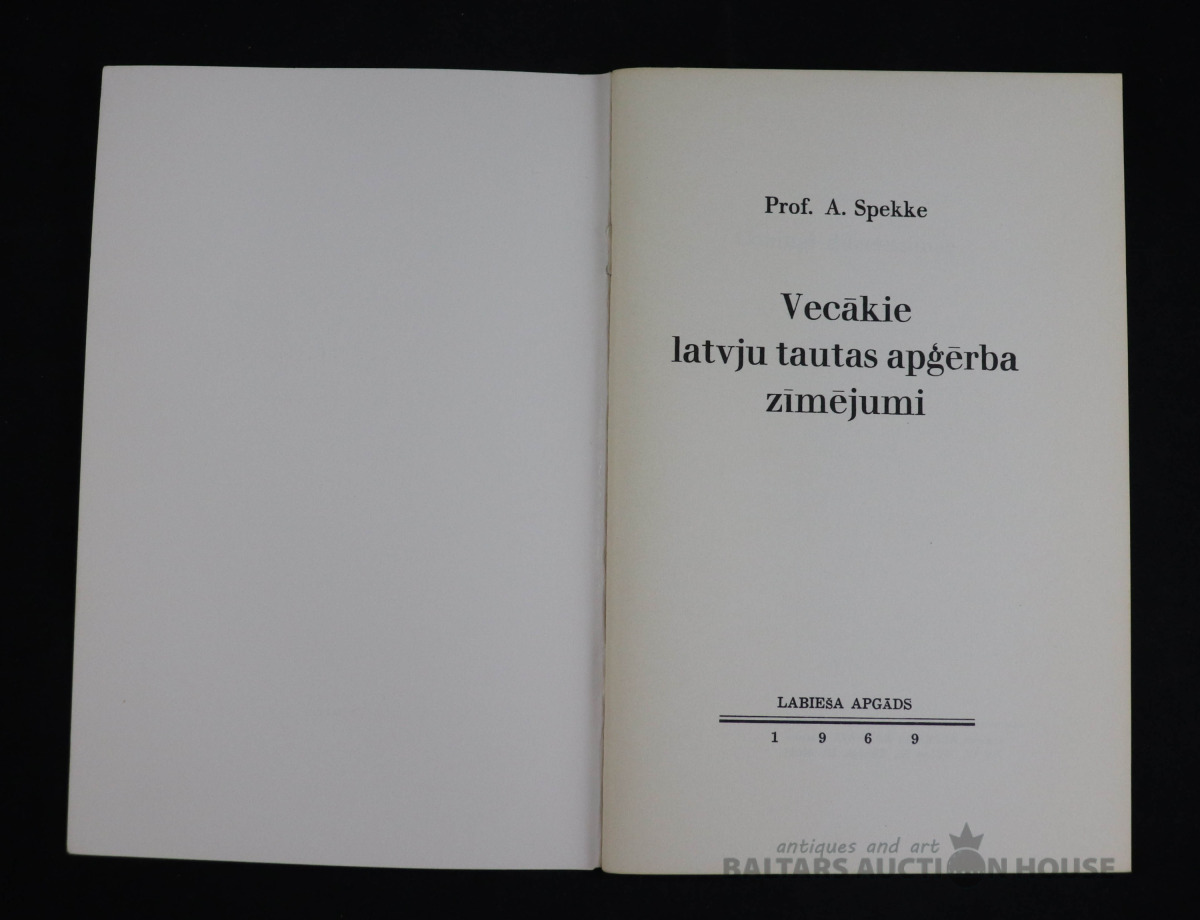 Prof. A. Spekke
Vecākie
latvju tautas apģērba
zīmējumi
LABIEŠA APGĀDS
1 9 6 9
antiques and art
BALTARS AUCTION HOUSE